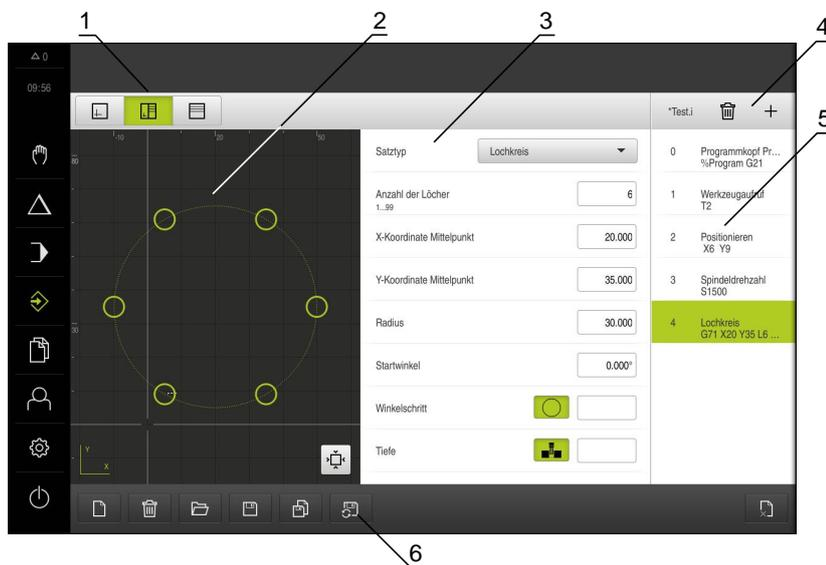 1
2
3
4
5
6
0
09:56
*Test.i
-10
20
50
80
30
Y
X
Satztyp
Lochkreis
Anzahl der Löcher
1...99
6
X-Koordinate Mittelpunkt
20.000
Y-Koordinate Mittelpunkt
35.000
Radius
30.000
Startwinkel
0.000°
Winkelschritt
Tiefe
0 Programmkopf Pr...
%Program G21
1 Werkzeugaufruf
T2
2 Positionieren
X6 Y9
3 Spindeldrehzahl
S1500
4 Lochkreis
G71 X20 Y35 L6 ...